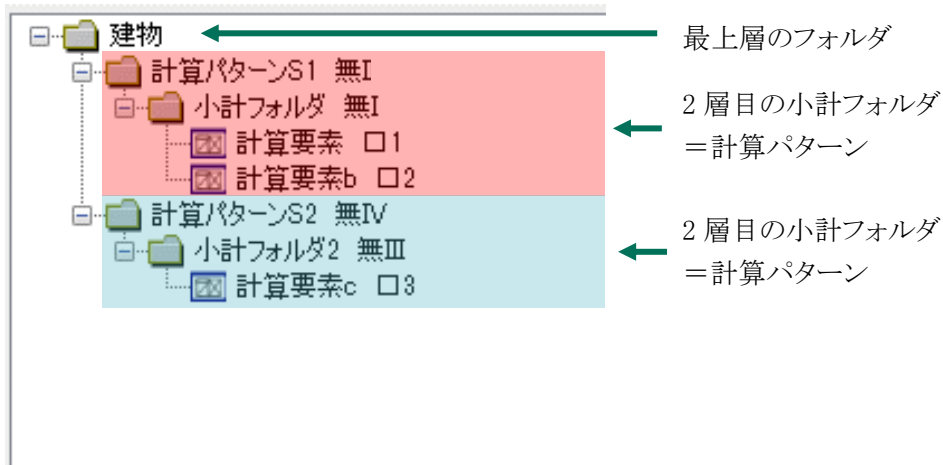 建物
最上層のフォルダ
計算パターンS1 無I
小計フォルダ 無I
計算要素 口1
計算要素b 口2
2層目の小計フォルダ
＝計算パターン
計算パターンS2 無IV
小計フォルダ2 無Ⅲ
計算要素c 口3
2層目の小計フォルダ
＝計算パターン